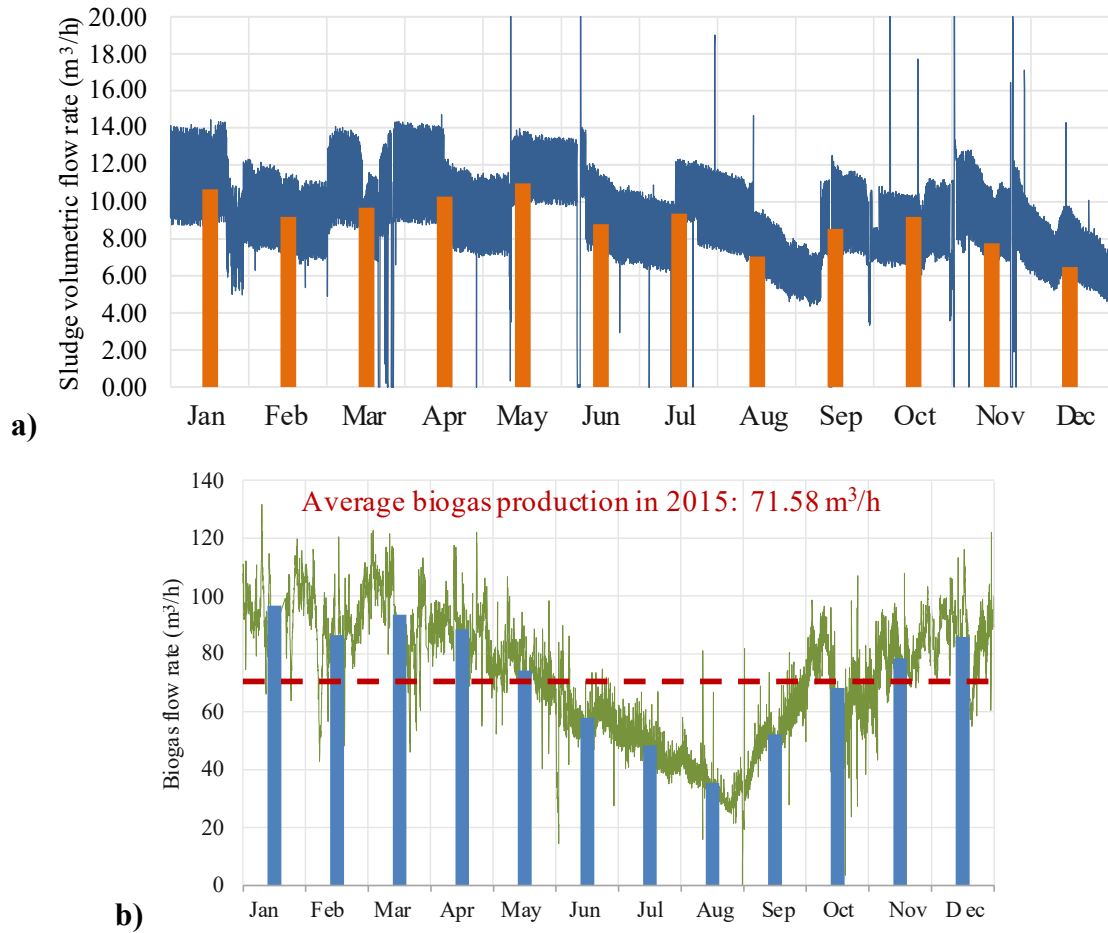 Sludge volumetric flow rate (m³/h)
20.00
18.00
16.00
14.00
12.00
10.00
8.00
6.00
4.00
2.00
0.00
Jan Feb Mar Apr May Jun Jul Aug Sep Oct Nov Dec
a)
Average biogas production in 2015: 71.58 m³/h
Biogas flow rate (m³/h)
140
120
100
80
60
40
20
0
Jan Feb Mar Apr May Jun Jul Aug Sep Oct Nov Dec
b)